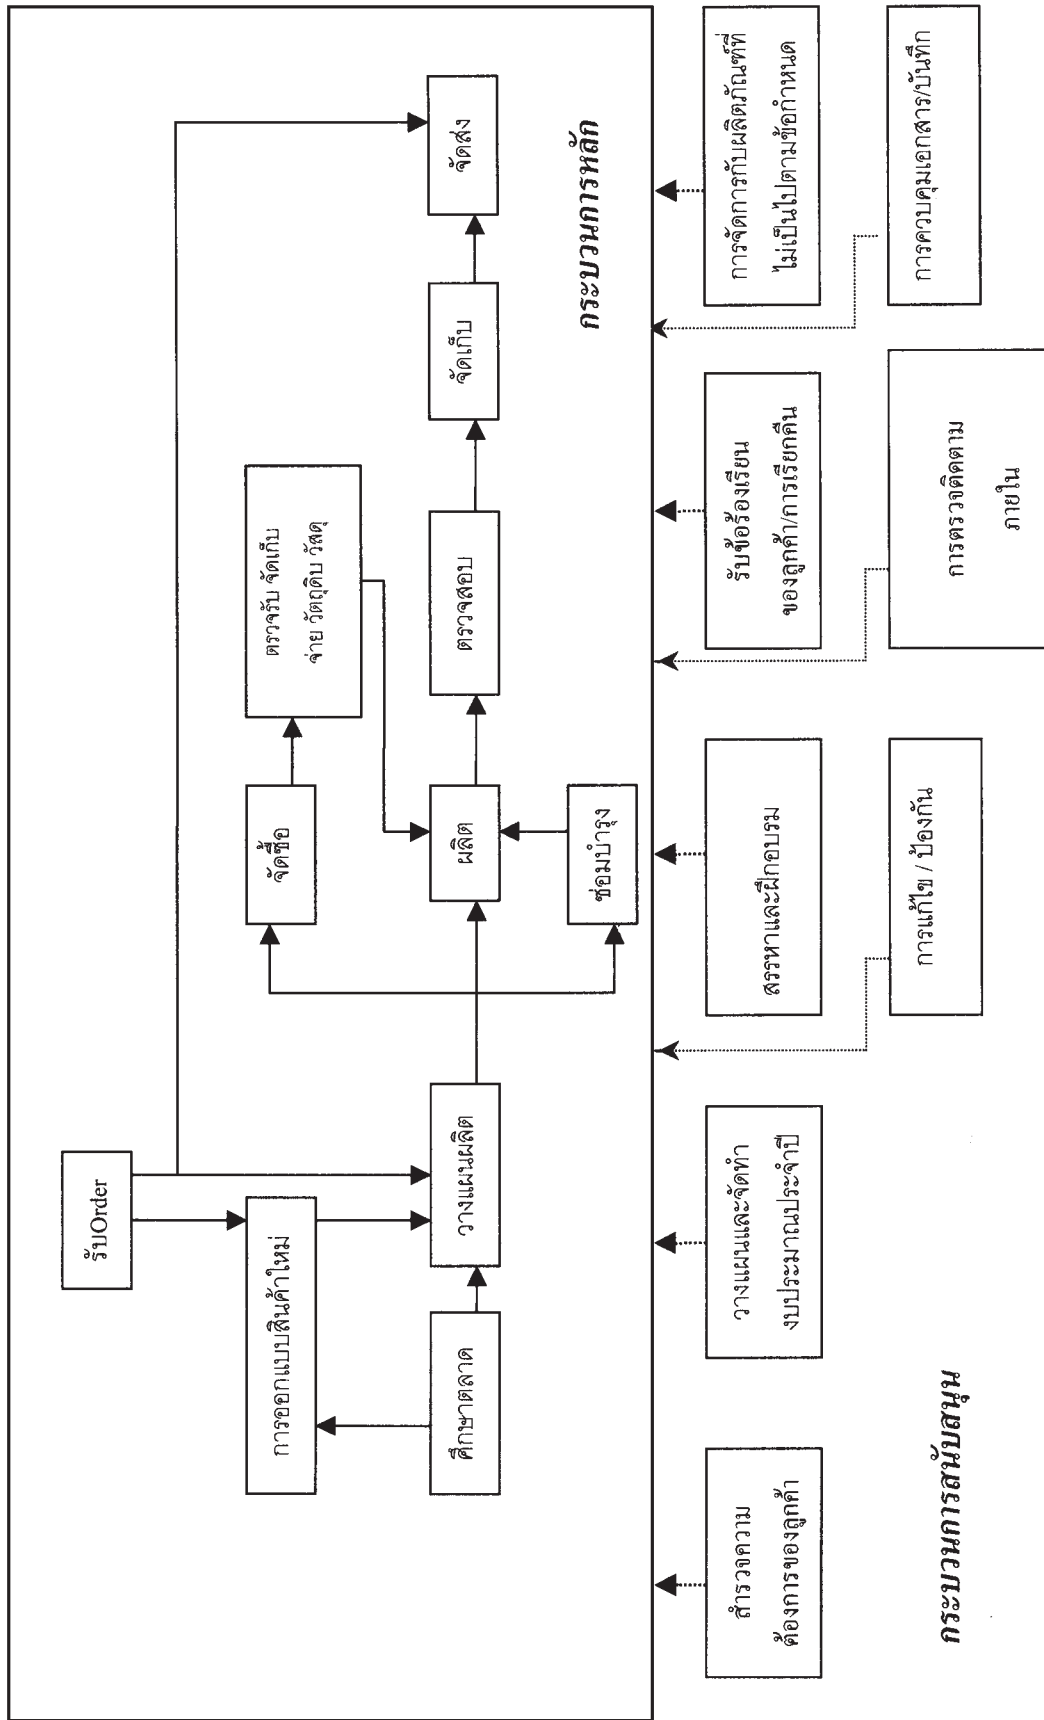 รับOrder
การออกแบบสินค้าใหม่
จัดซื้อ
ตรวจรับ จัดเก็บ
จ่าย วัตถุดิบ วัสดุ
ศึกษาตลาด
วางแผนผลิต
ผลิต
ตรวจสอบ
จัดเก็บ
จัดส่ง
ซ่อมบำรุง
กระบวนการหลัก
สำรวจความ
ต้องการของลูกค้า
วางแผนและจัดทำ
งบประมาณประจำปี
สรรหาและฝึกอบรม
รับข้อร้องเรียน
ของลูกค้า/การเรียกคืน
การจัดการกับผลิตภัณฑ์ที่
ไม่เป็นไปตามข้อกำหนด
การแก้ไข / ป้องกัน
การตรวจติดตาม
ภายใน
การควบคุมเอกสาร/บันทึก
กระบวนการสนับสนุน